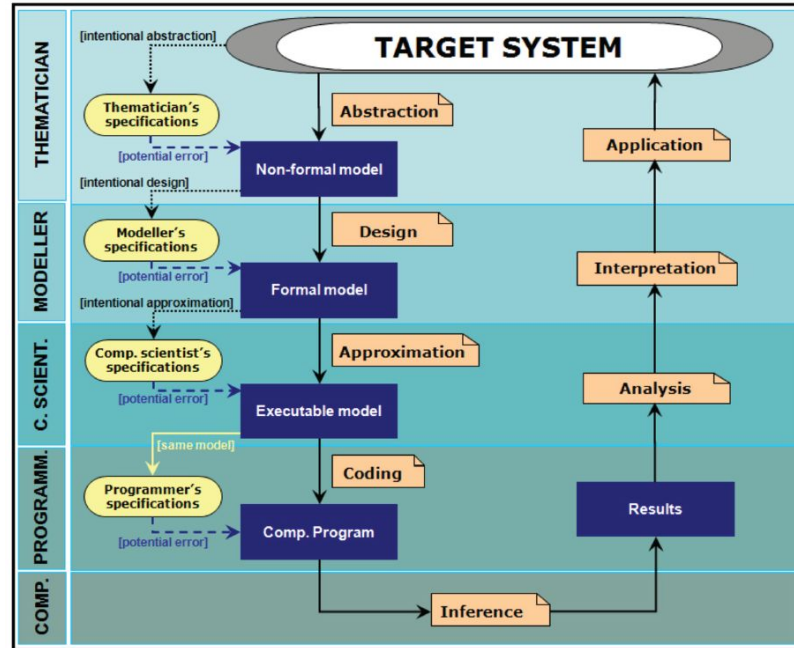 TARGET SYSTEM
THEMATICIAN
[intentional abstraction]
Thematician's
specifications
[potential error]
Abstraction
Non-formal model
Application
[intentional design]
MODELLER
Modeller's
specifications
[potential error]
Design
Formal model
Interpretation
[intentional approximation]
C. SCIENT.
Comp. scientist's
specifications
[potential error]
Approximation
Executable model
Analysis
[same model]
PROGRAMM.
Programmer's
specifications
[potential error]
Coding
Comp. Program
Results
COMP.
Inference